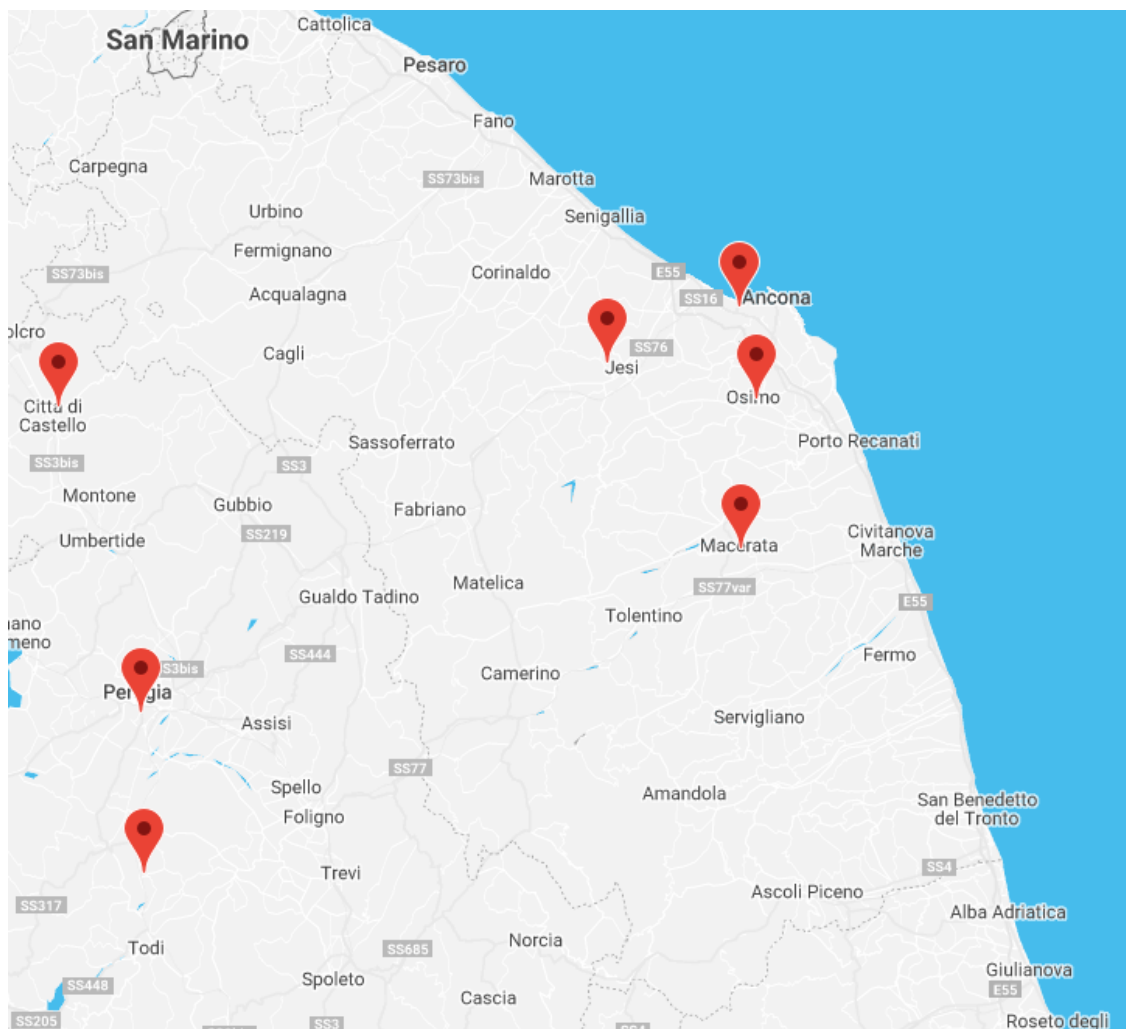 Cattolica
San Marino
Pesaro
Fano
Carpegna
SS73bis
Marotta
Urbino
Senigallia
Fermignano
SS73bis
Corinaldo
E55
Acqualagna
SS16
Ancona
olcro
SS76
Cagli
Jesi
Osimo
Città di
Castello
Sassoferrato
Porto Recanati
SS3bis
SS3
Montone
Gubbio
Fabriano
SS219
Umbertide
Civitanova
Marche
Macerata
Matelica
SS77var
Gualdo Tadino
E55
Tolentino
nano
meno
SS444
Fermo
S3bis
Camerino
Perugia
Assisi
Servigliano
SS77
Spello
Amandola
San Benedetto
del Tronto
Foligno
SS4
Trevi
Ascoli Piceno
SS317
Alba Adriatica
Norcia
Todi
SS685
Giulianova
Spoleto
SS448
E55
Cascia
SS205
SS3
Roseto degli